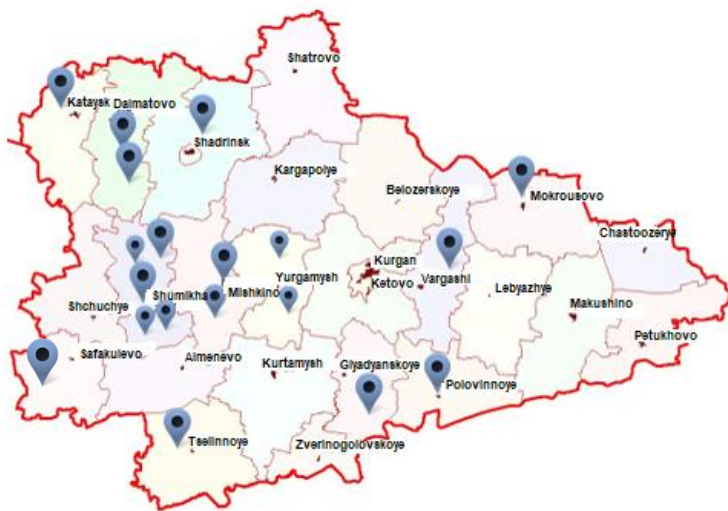 Shatrovo
Kataysk
Dalmatovo
Shadrinsk
Kargapolye
Belozerskoye
Mokrousovo
Chastoozerye
Kurgan
Yurgamysh
Vargashi
Ketovo
Lebyazhye
Mishkino
Shumikha
Shchuchye
Makushino
Petukhovo
Safakulevo
Almenevo
Kurtamysh
Glyadyanskoye
Polovinnoye
Tselinnoye
Zverinogolovskoye